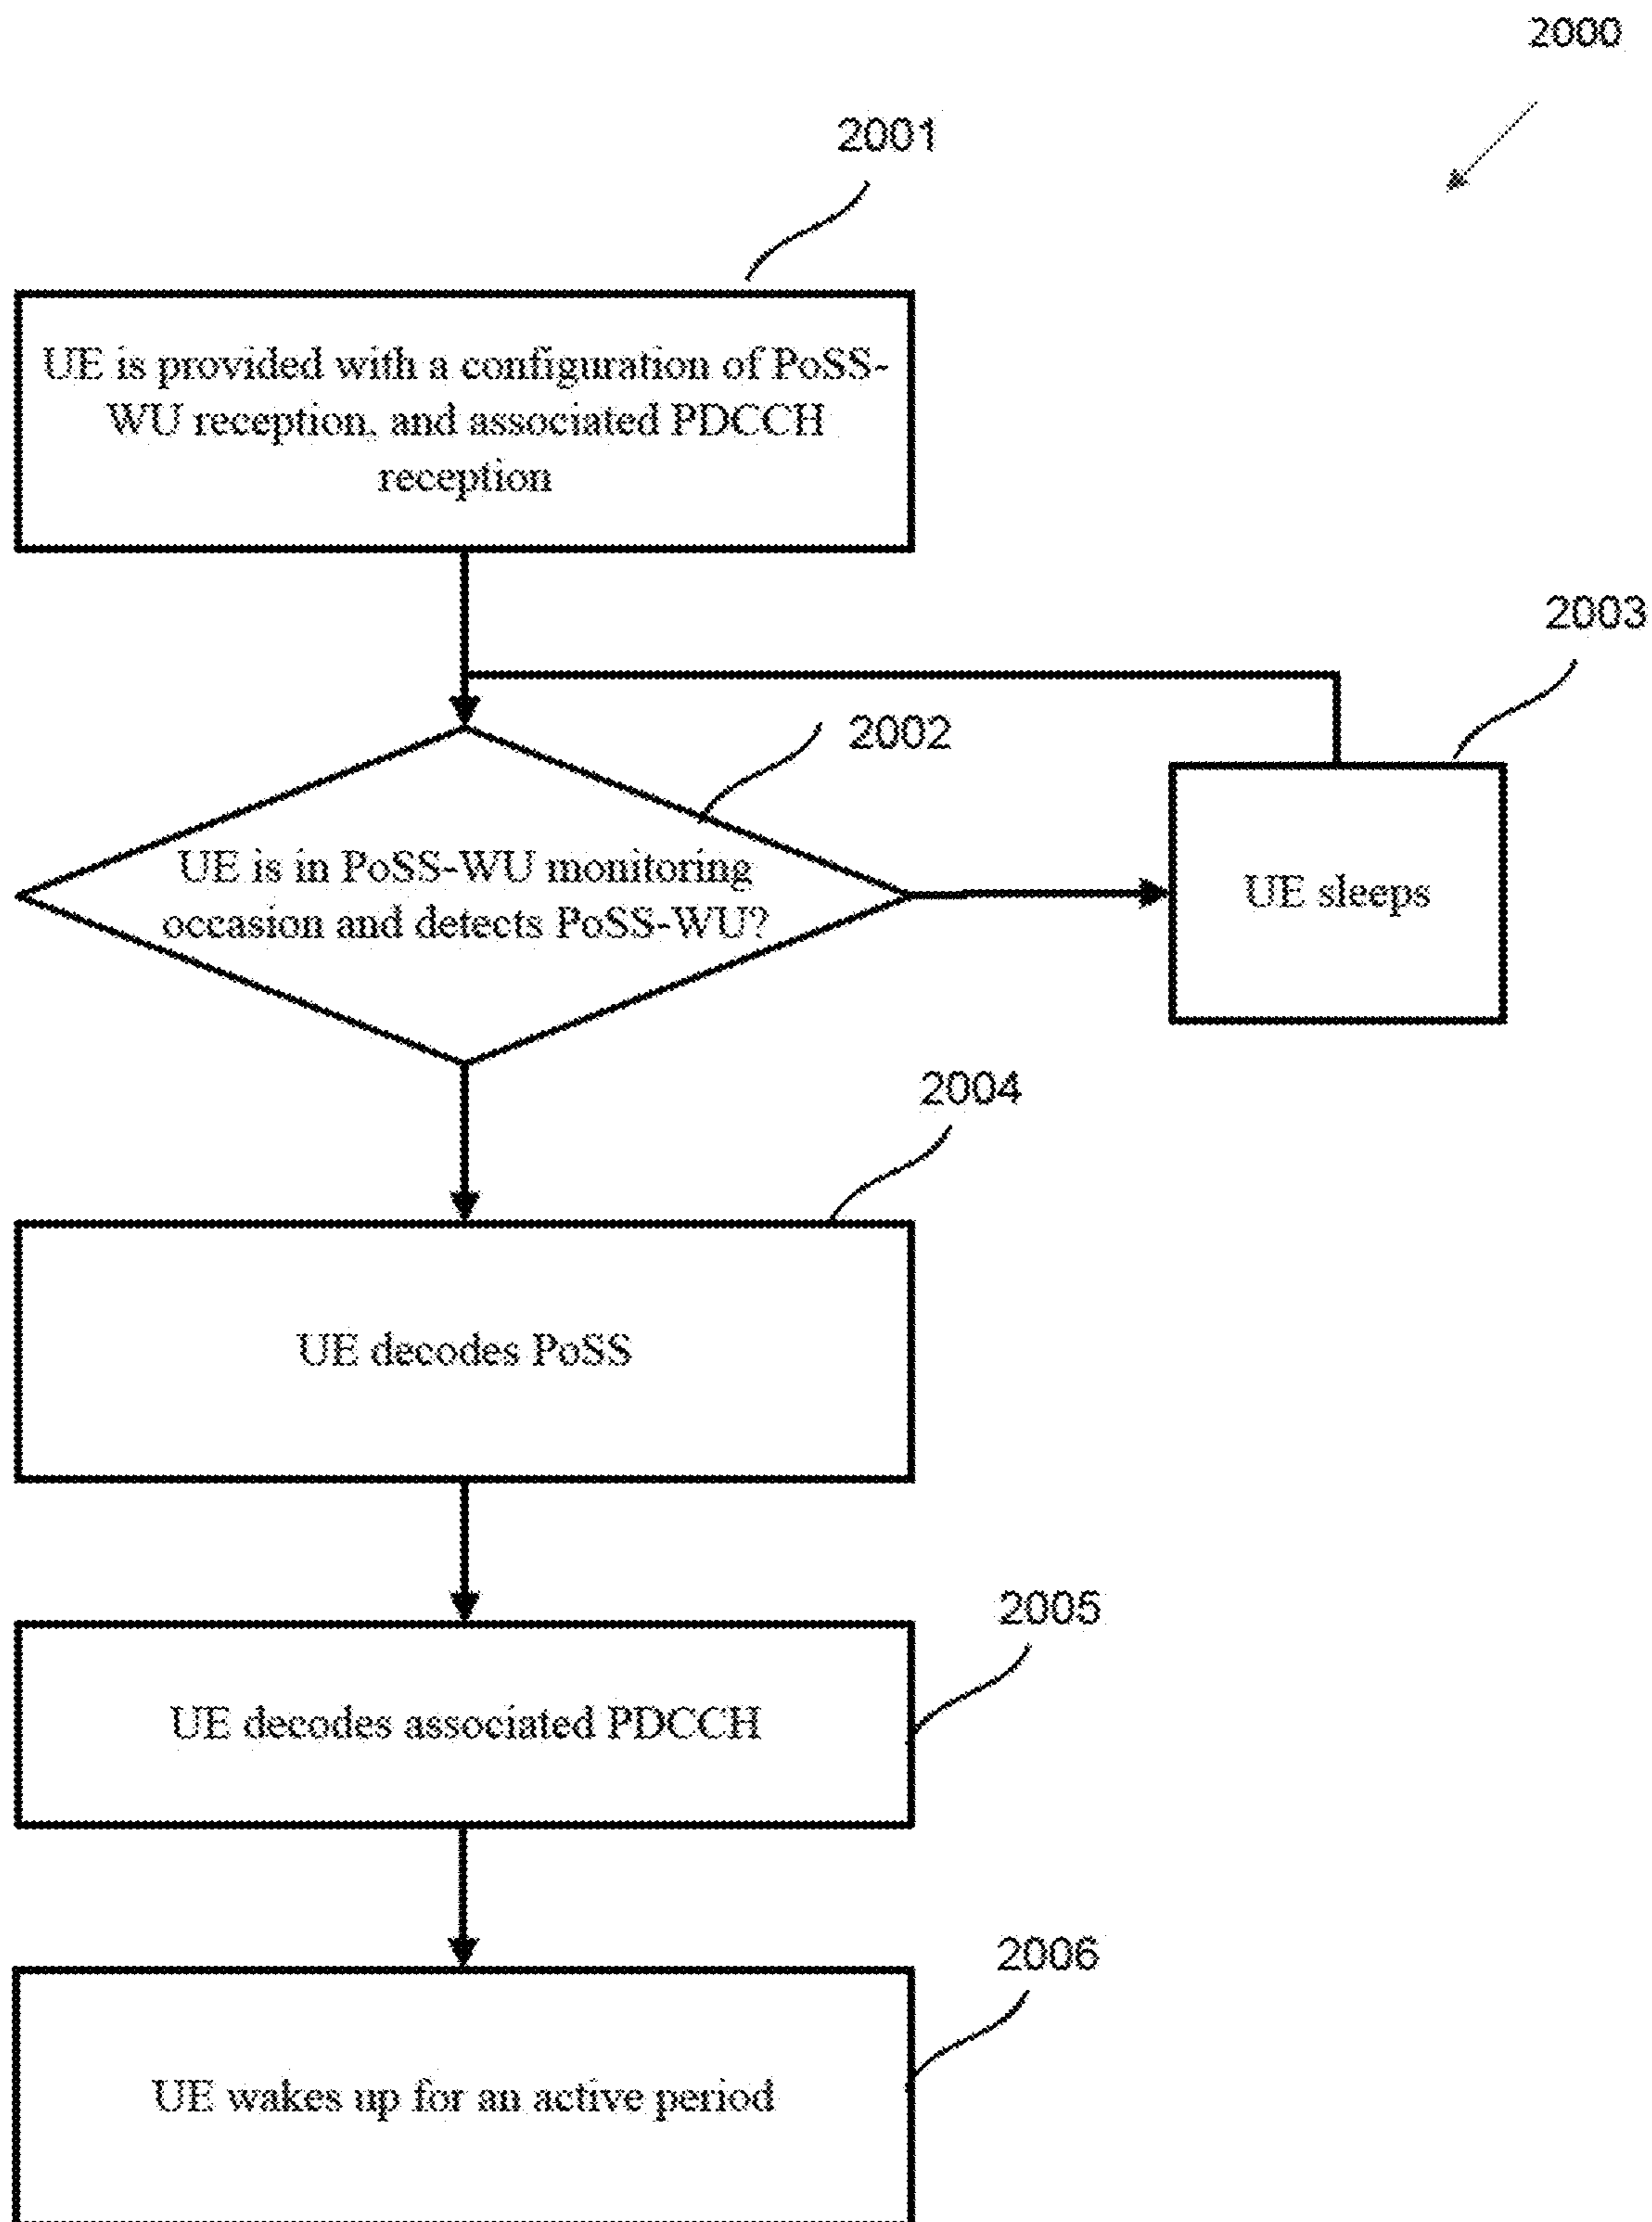 2000
2001
UE is provided with a configuration of PoSS-
WU reception, and associated PDCCH
reception
2003
2002
UE is in PoSS-WU monitoring
occasion and detects PoSS-WU?
UE sleeps
2004
UE decodes PoSS
2005
UE decodes associated PDCCH
2006
UE wakes up for an active period